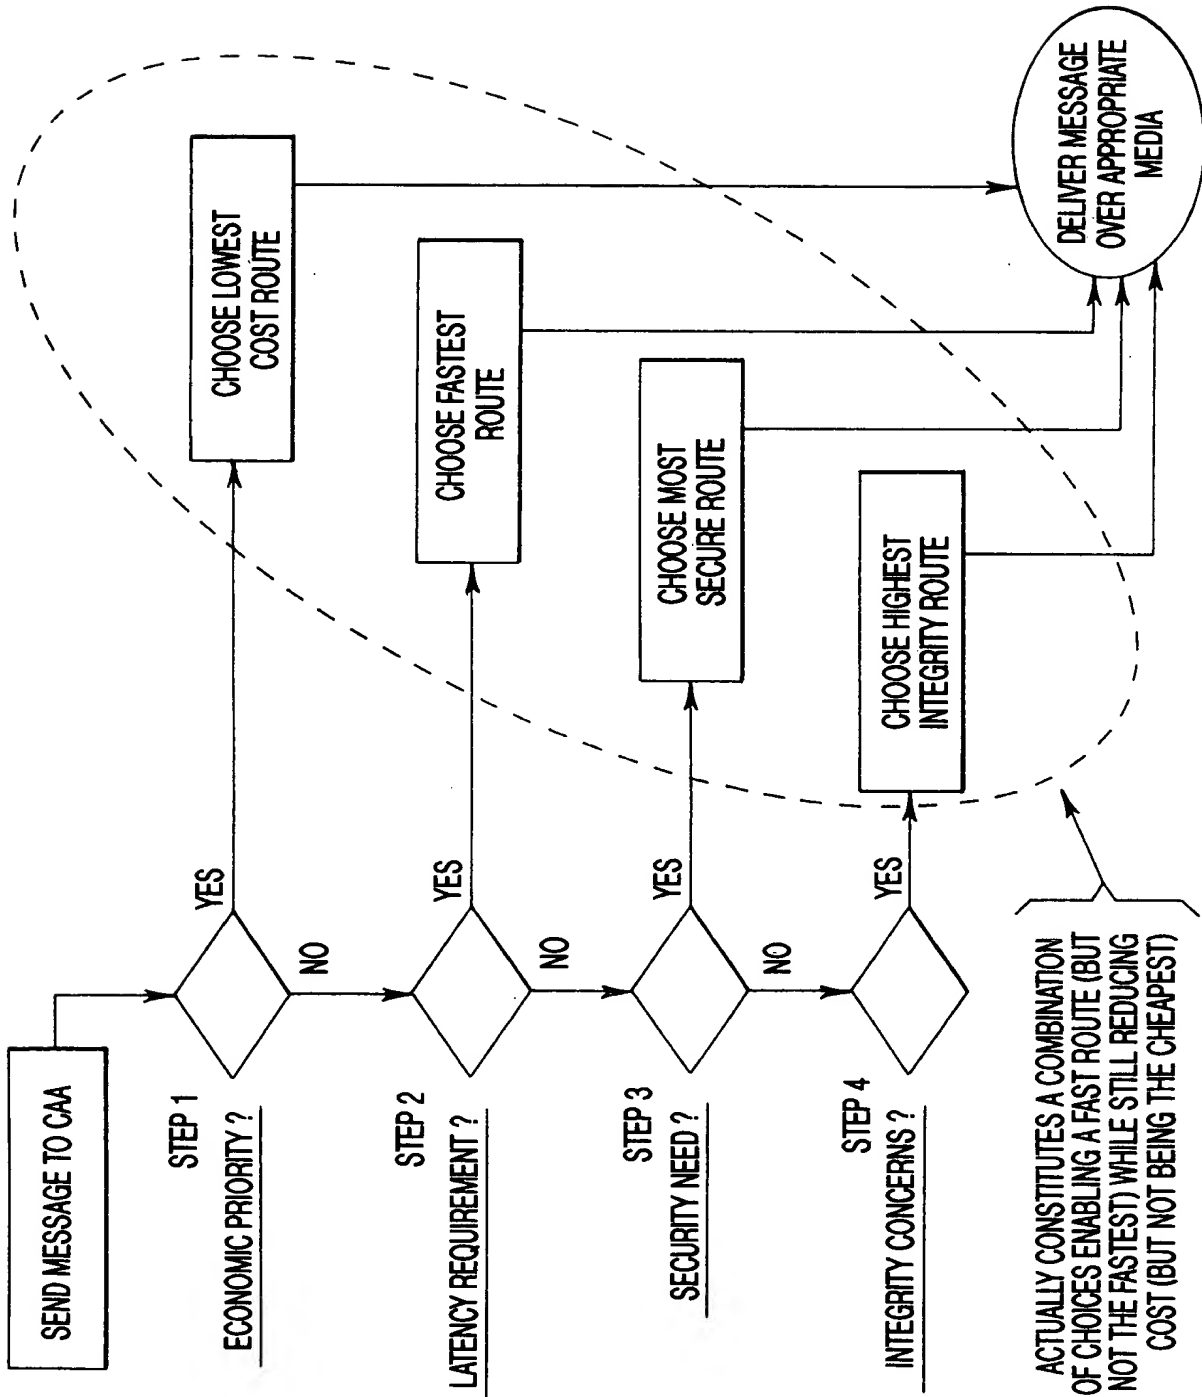 SEND MESSAGE TO CAA
STEP 1
ECONOMIC PRIORITY ?
YES
NO
CHOOSE LOWEST
COST ROUTE
STEP 2
LATENCY REQUIREMENT ?
YES
NO
CHOOSE FASTEST
ROUTE
STEP 3
SECURITY NEED ?
YES
NO
CHOOSE MOST
SECURE ROUTE
STEP 4
INTEGRITY CONCERNS ?
YES
CHOOSE HIGHEST
INTEGRITY ROUTE
DELIVER MESSAGE
OVER APPROPRIATE
MEDIA
ACTUALLY CONSTITUTES A COMBINATION
OF CHOICES ENABLING A FAST ROUTE (BUT
NOT THE FASTEST) WHILE STILL REDUCING
COST (BUT NOT BEING THE CHEAPEST)